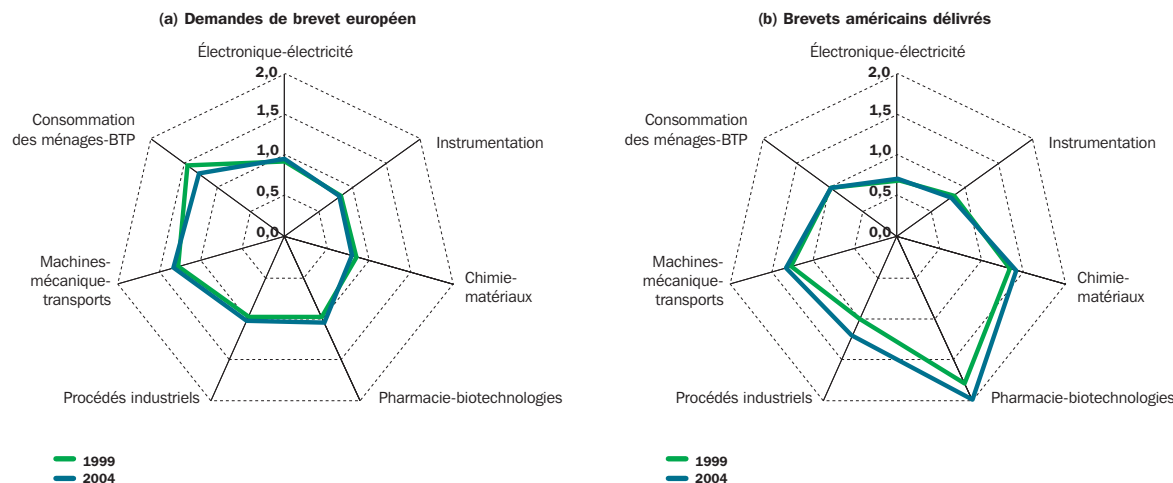 (a) Demandes de brevet européen
Électronique-électricité
2,0
1,5
1,0
0,5
0,0
Consommation
des ménages-BTP
Instrumentation
Machines-
mécanique-
transports
Chimie-
matériaux
Procédés industriels
Pharmacie-biotechnologies
1999
2004
(b) Brevets américains délivrés
Électronique-électricité
2,0
1,5
1,0
0,5
0,0
Consommation
des ménages-BTP
Instrumentation
Machines-
mécanique-
transports
Chimie-
matériaux
Procédés industriels
Pharmacie-biotechnologies
1999
2004